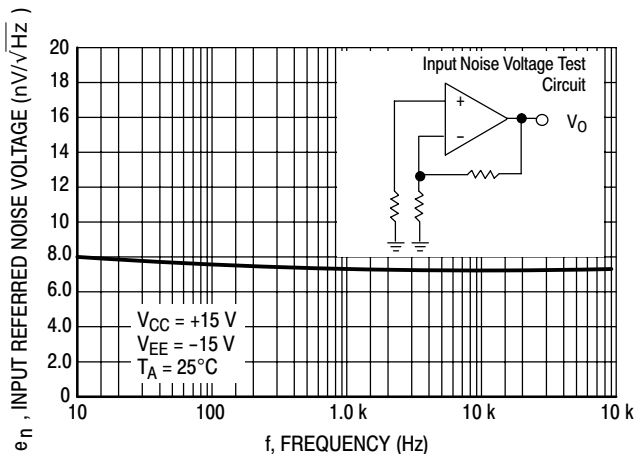 e_n , INPUT REFERRED NOISE VOLTAGE (nV/√Hz )
20
18
16
14
12
10
8.0
6.0
4.0
2.0
0
Input Noise Voltage Test
Circuit
+
−
V_O
V_CC = +15 V
V_EE = −15 V
T_A = 25°C
10
100
1.0 k
10 k
90 k
f, FREQUENCY (Hz)